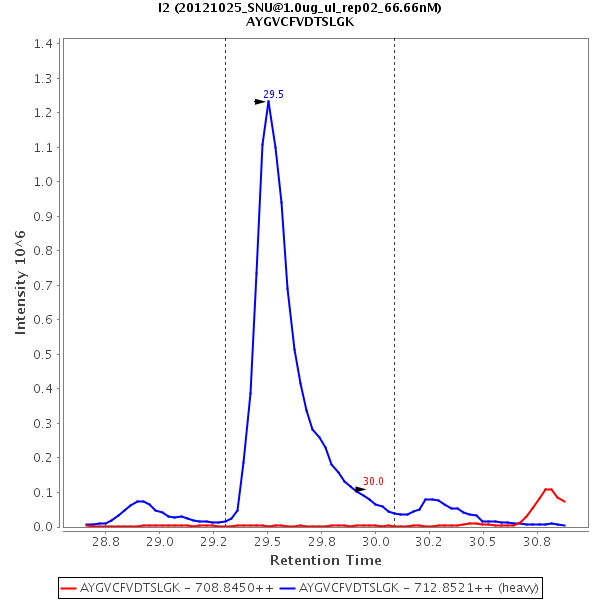 I2 (20121025_SNU@1.0ug_ul_rep02_66.66nM)
AYGVCFVDTSLGK
1.4
1.3
1.2
1.1
1.0
0.9
0.8
0.7
0.6
0.5
0.4
0.3
0.2
0.1
0.0
Intensity 10^6
29.5
30.0
28.8 29.0 29.2 29.5 29.8 30.0 30.2 30.5 30.8
Retention Time
AYGVCFVDTSLGK - 708.8450++ AYGVCFVDTSLGK - 712.8521++ (heavy)